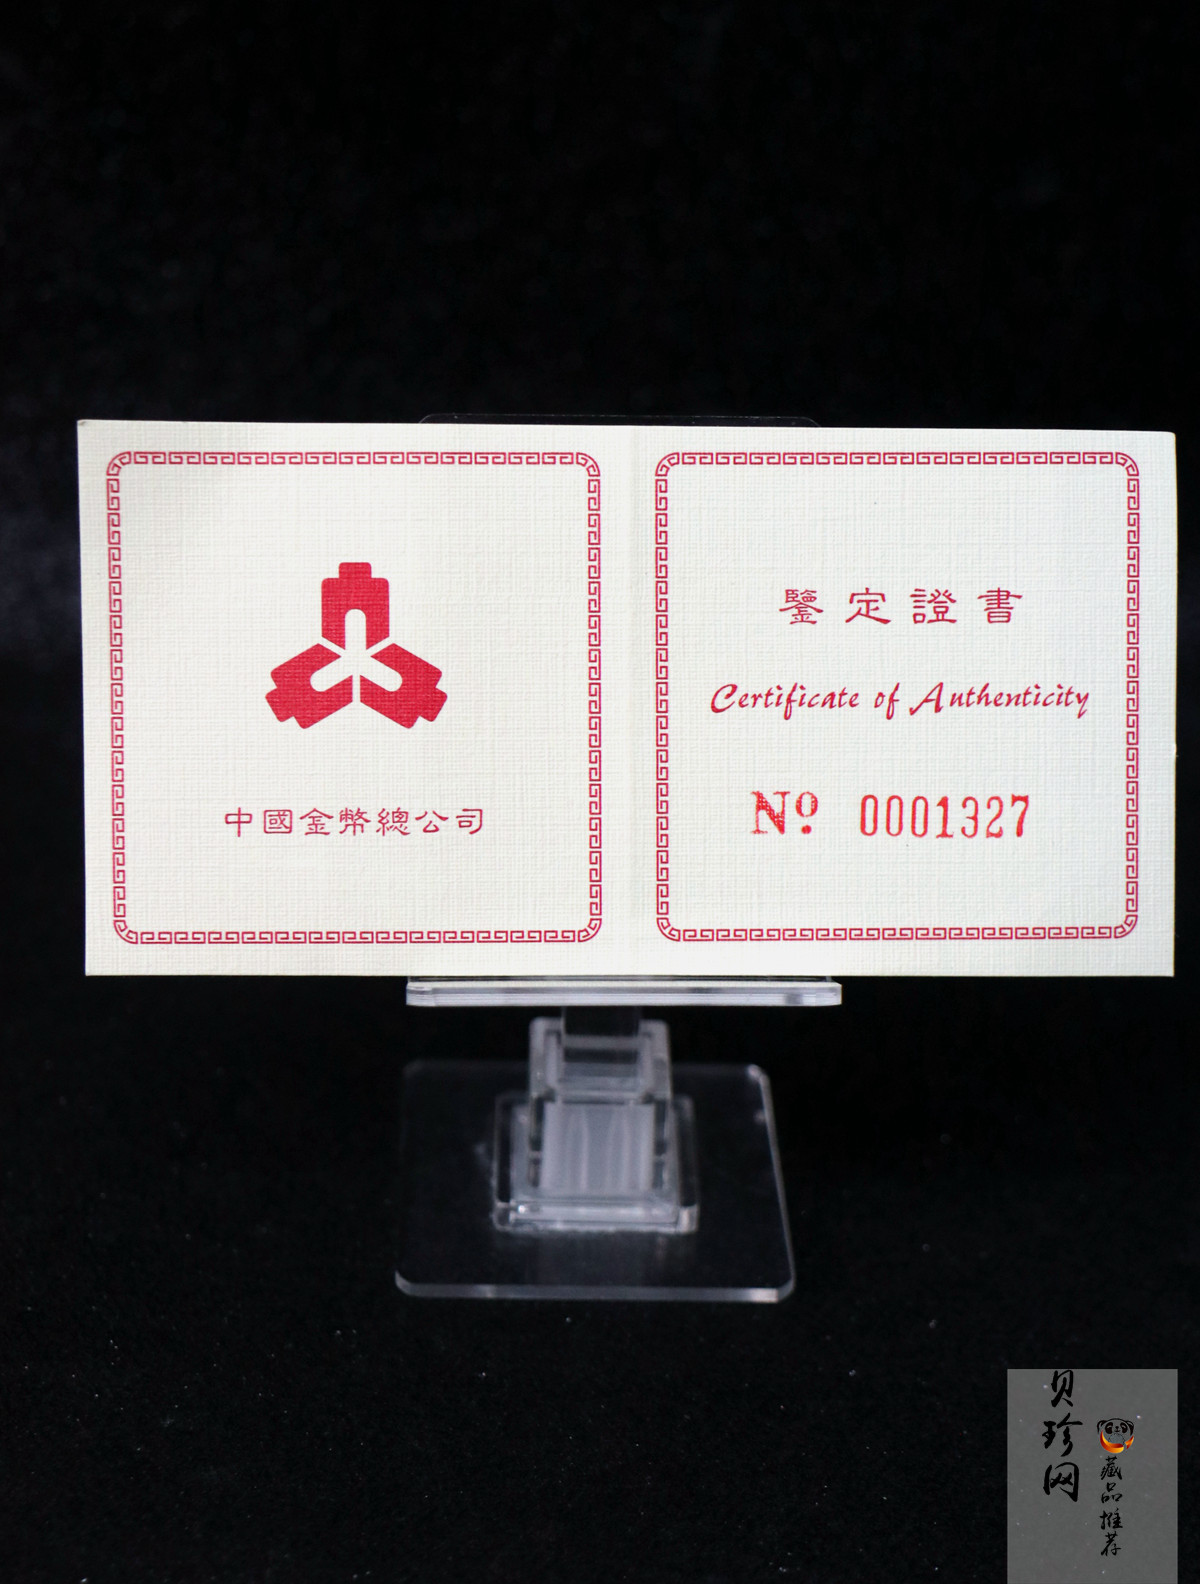 中國金幣總公司
鑒定證書
Certificate of Authenticity
Nº 0001327
贝珍网
藏品推荐